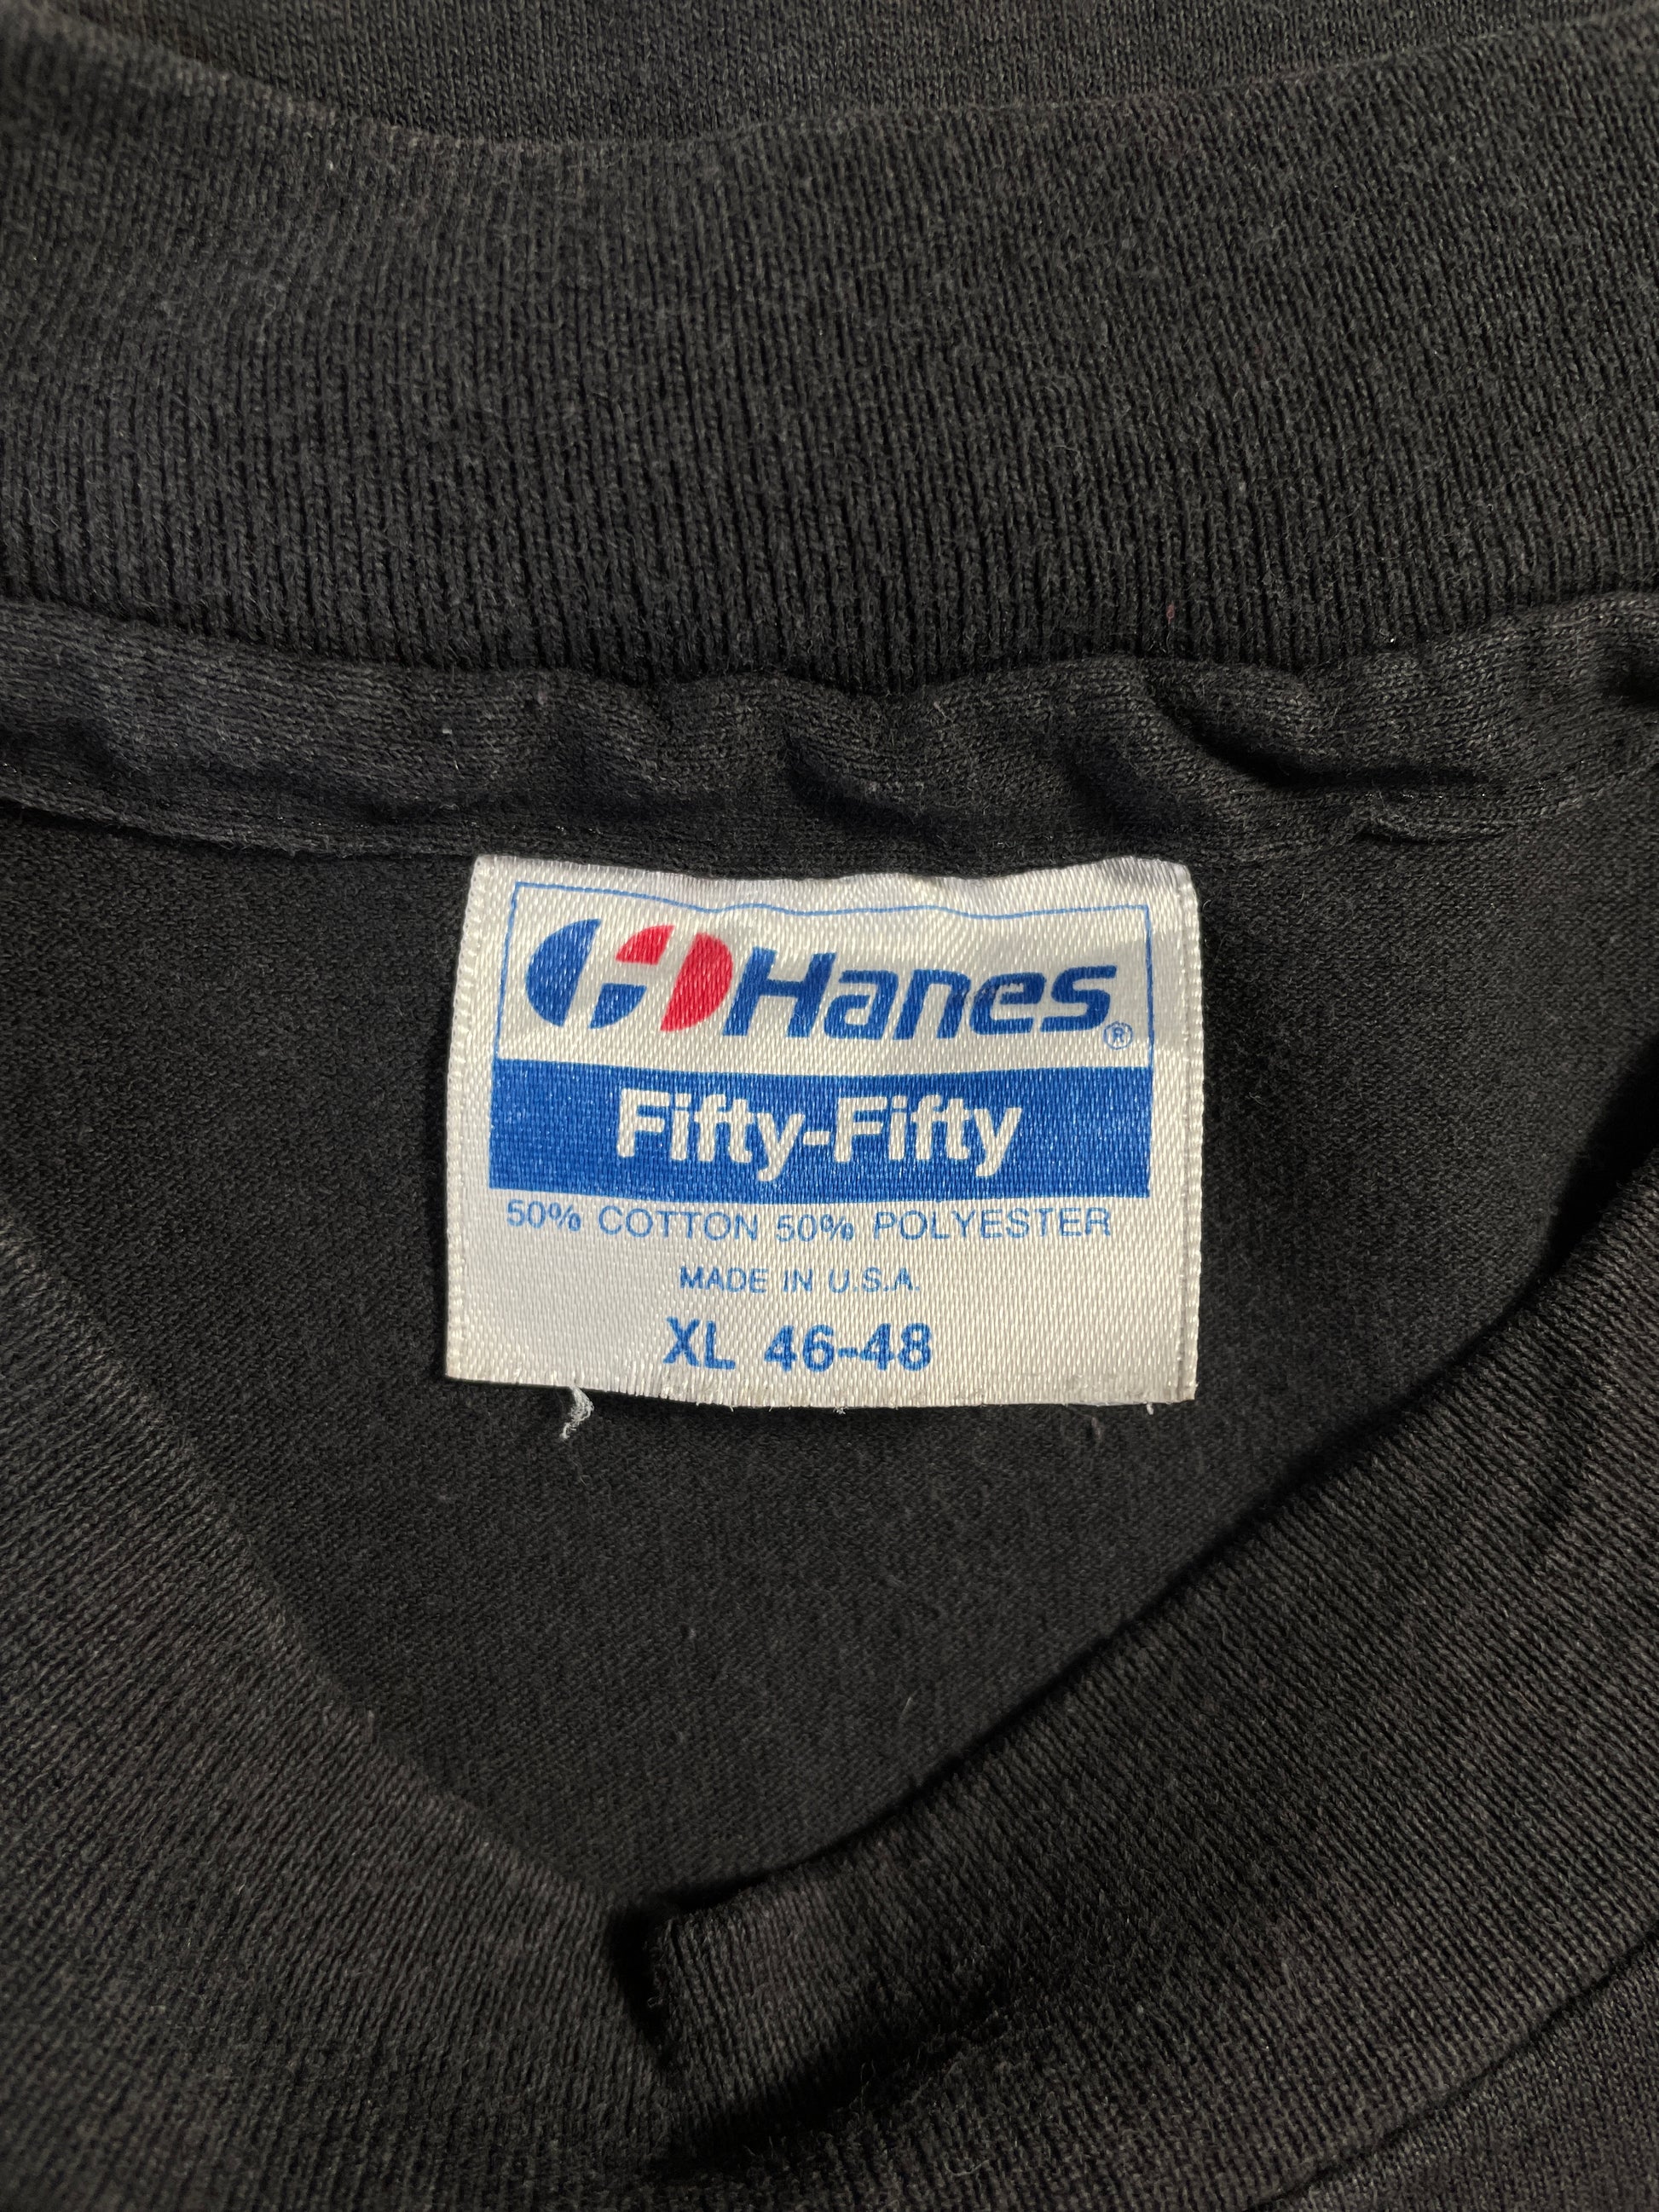 Hanes®
Fifty-Fifty
50% COTTON 50% POLYESTER
MADE IN U.S.A.
XL 46-48